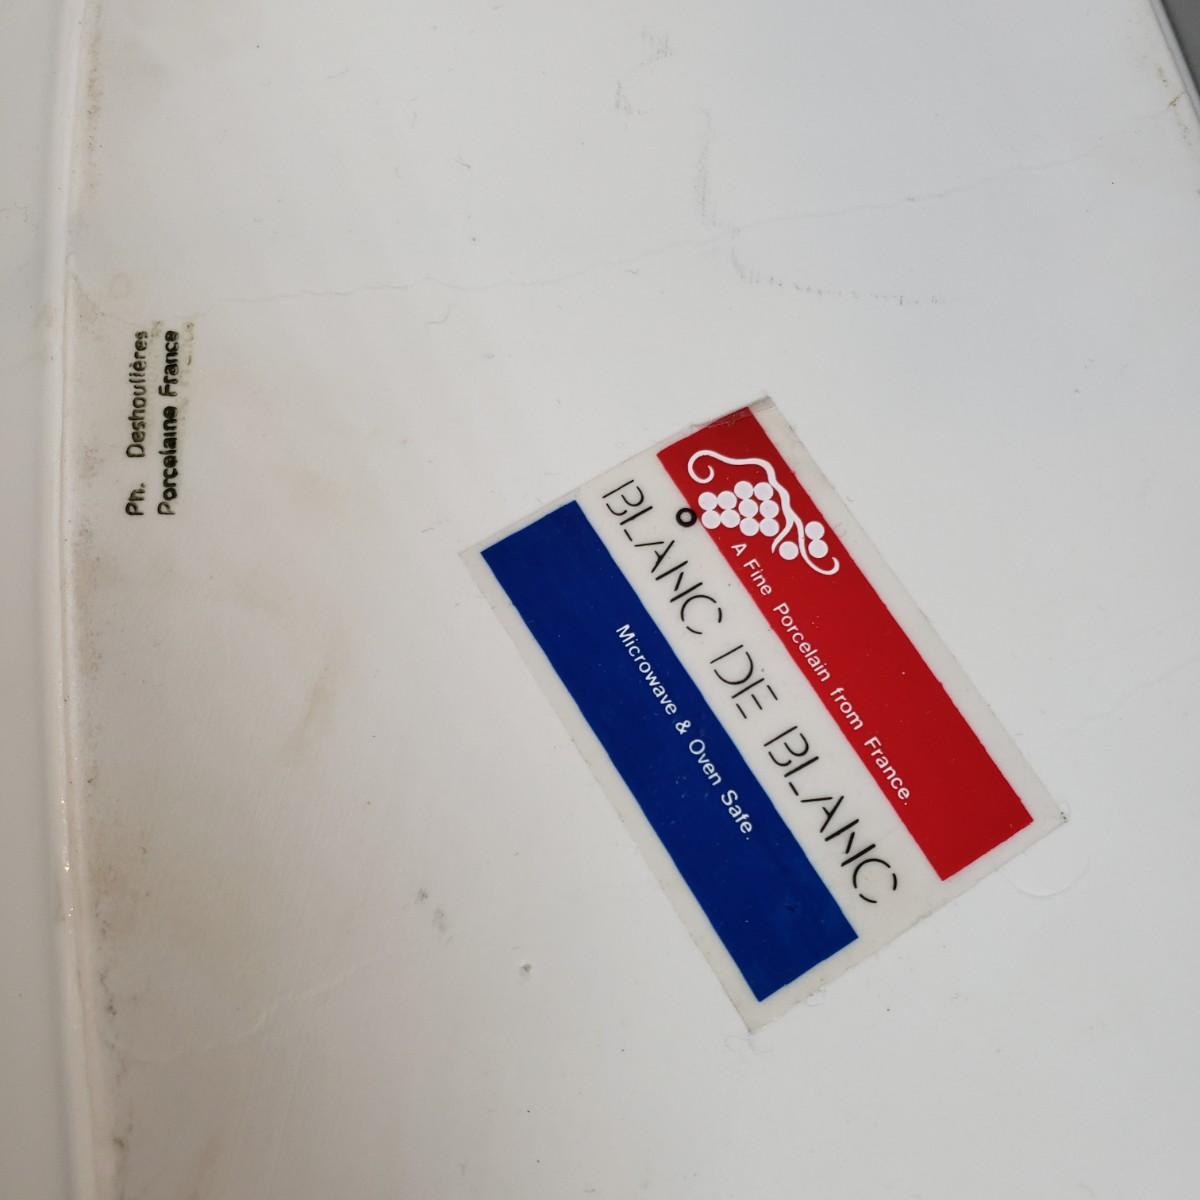 Ph. Deshoulières
Porcelaine France
A Fine Porcelain from France.
BLANC DE BLANC
Microwave & Oven Safe.